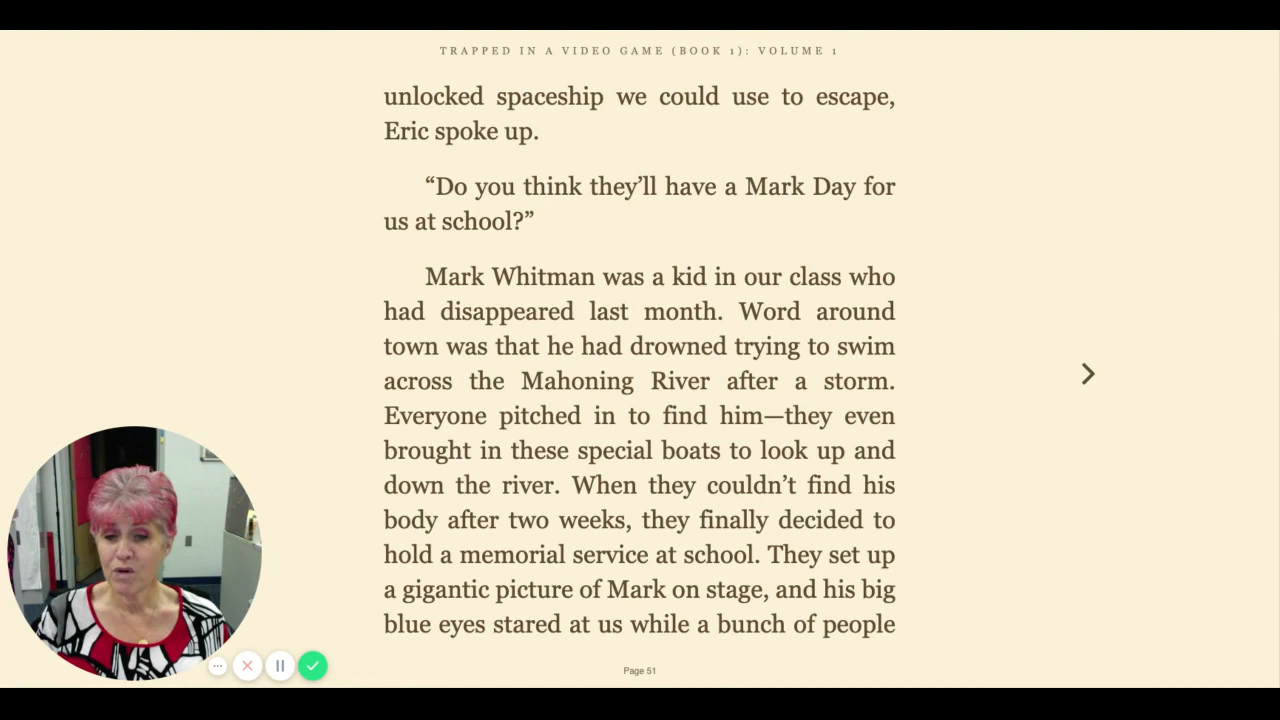 TRAPPED IN A VIDEO GAME (BOOK 1): VOLUME 1
unlocked spaceship we could use to escape,
Eric spoke up.
“Do you think they’ll have a Mark Day for
us at school?”
Mark Whitman was a kid in our class who
had disappeared last month. Word around
town was that he had drowned trying to swim
across the Mahoning River after a storm.
Everyone pitched in to find him—they even
brought in these special boats to look up and
down the river. When they couldn’t find his
body after two weeks, they finally decided to
hold a memorial service at school. They set up
a gigantic picture of Mark on stage, and his big
blue eyes stared at us while a bunch of people
Page 51